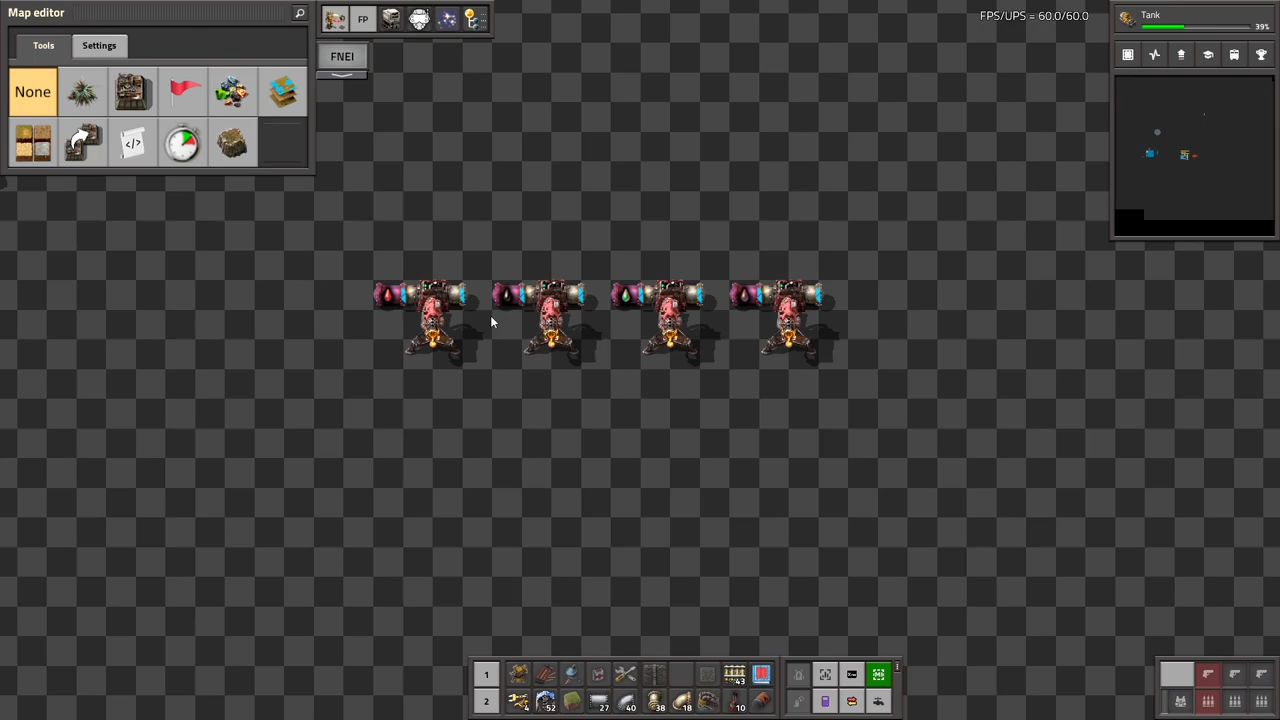 Map editor
Tools
Settings
None
</>
FP
FNEI
FPS/UPS = 60.0/60.0
Tank
39%
1
43
2
52
27
40
38
18
10